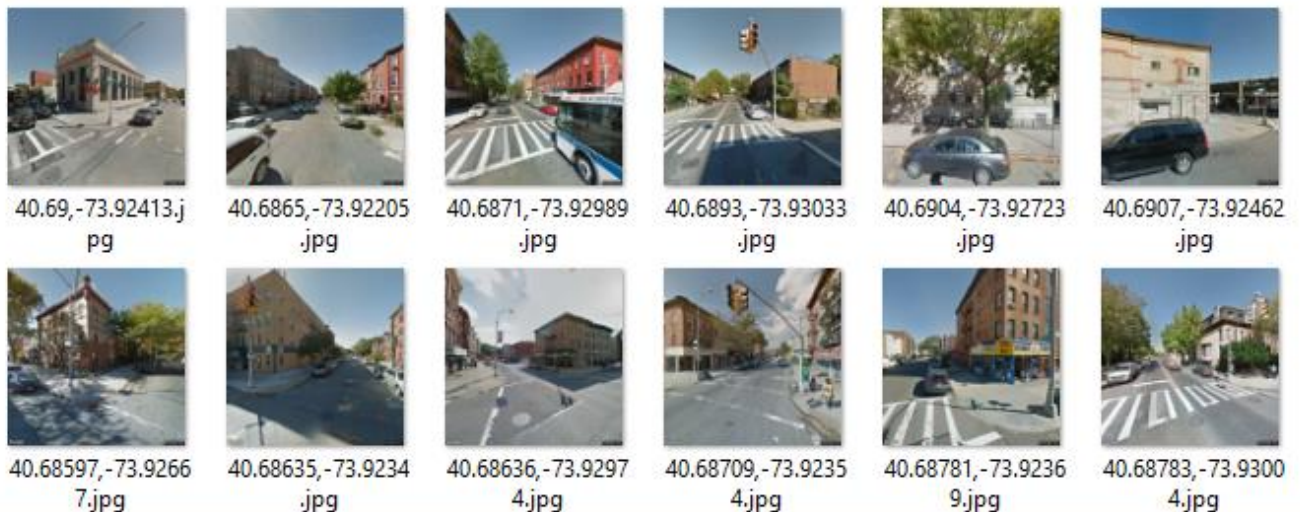 40.69,-73.92413.j
pg
40.6865,-73.92205
.jpg
40.6871,-73.92989
.jpg
40.6893,-73.93033
.jpg
40.6904,-73.92723
.jpg
40.6907,-73.92462
.jpg
40.68597,-73.9266
7.jpg
40.68635,-73.9234
.jpg
40.68636,-73.9297
4.jpg
40.68709,-73.9235
4.jpg
40.68781,-73.9236
9.jpg
40.68783,-73.9300
4.jpg